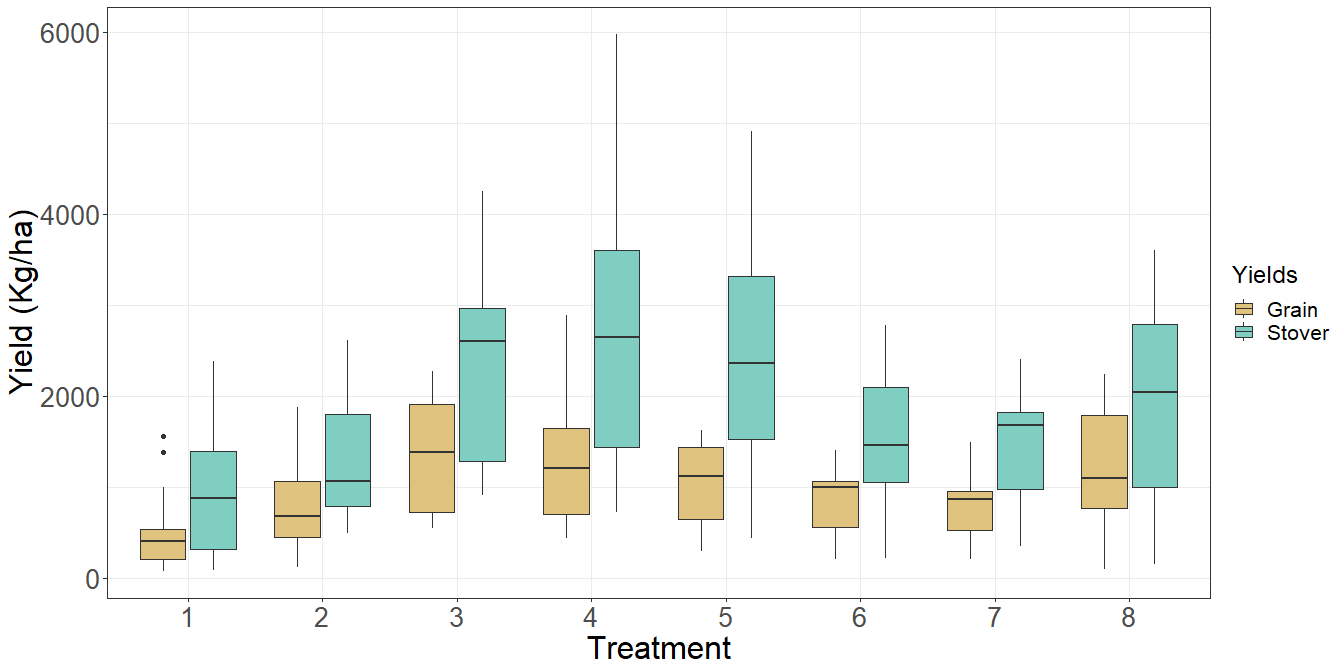 6000
4000
2000
0
Yield (Kg/ha)
1 2 3 4 5 6 7 8
Treatment
Yields
Grain
Stover